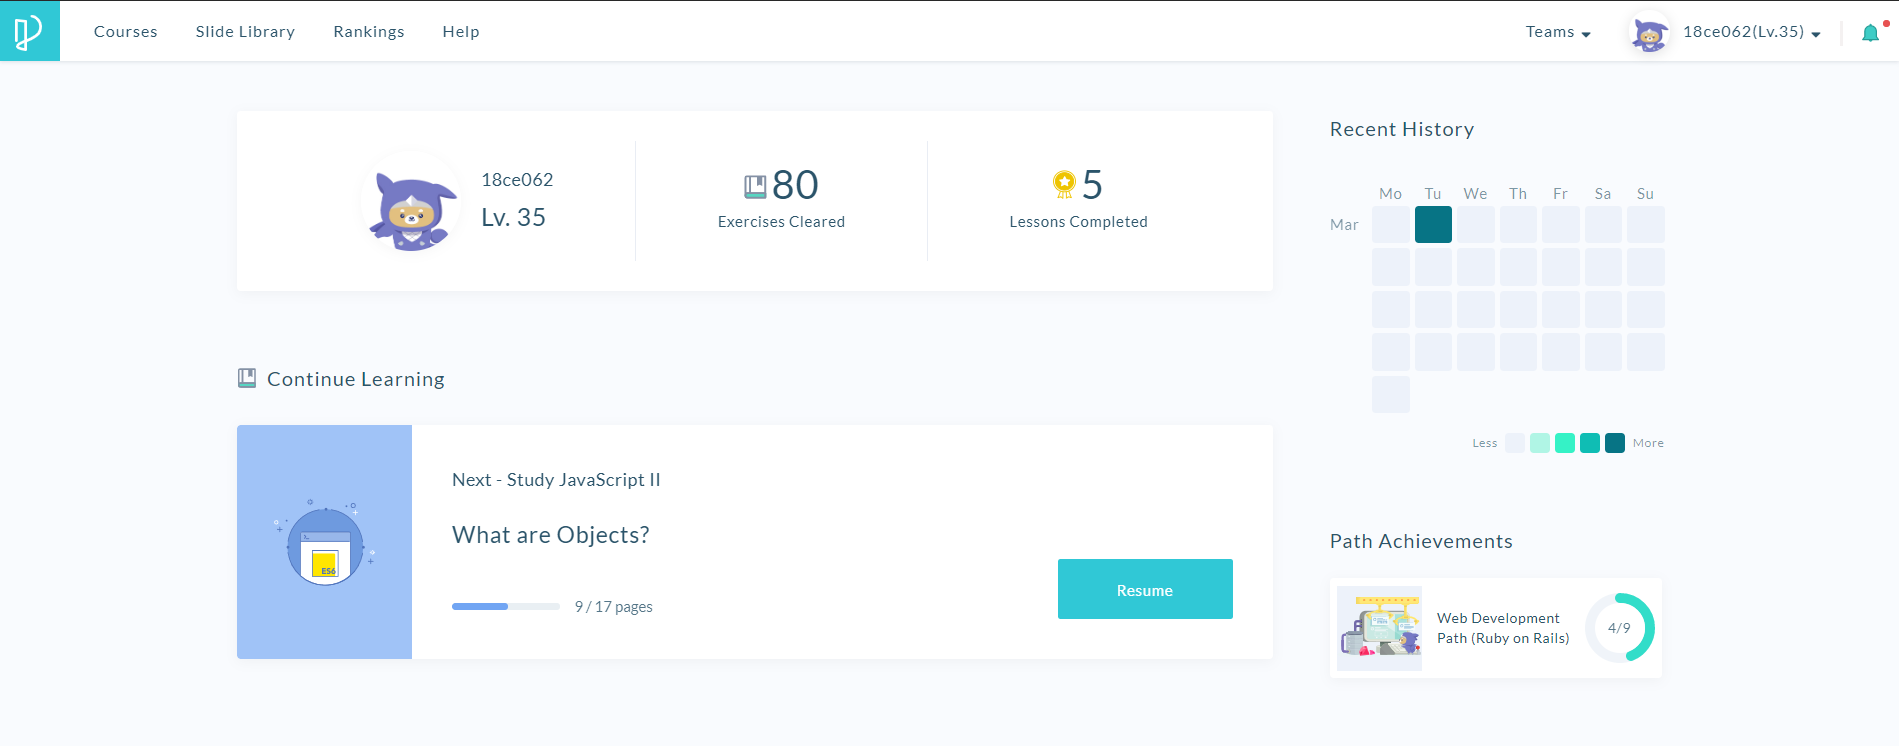 Courses Slide Library Rankings Help Teams 18ce062(Lv.35)
18ce062
Lv. 35
80
Exercises Cleared
5
Lessons Completed
Continue Learning
Next - Study JavaScript II
What are Objects?
ES6
9 / 17 pages
Resume
Recent History
Mo Tu We Th Fr Sa Su
Mar
Less More
Path Achievements
Web Development
Path (Ruby on Rails)
4/9